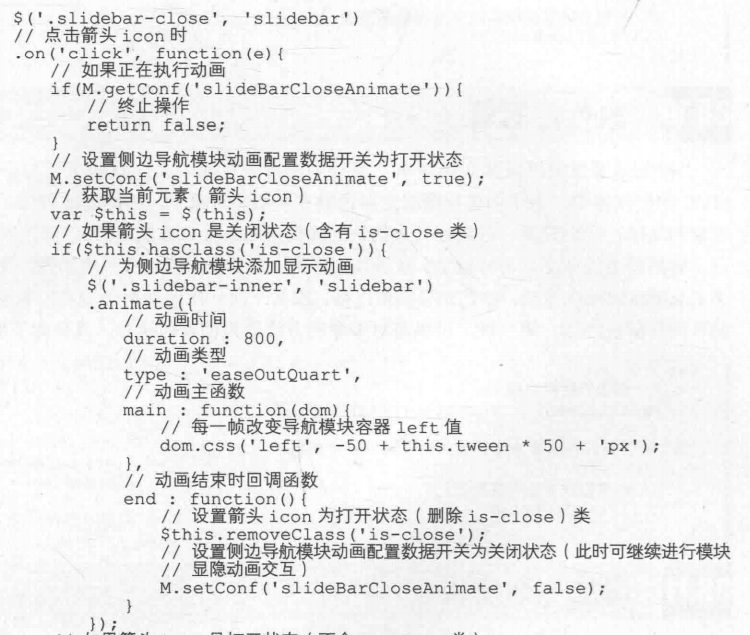 $('.slidebar-close', 'slidebar')
// 点击箭头 icon 时
.on('click', function(e){
// 如果正在执行动画
if(M.getConf('slideBarCloseAnimate')){
// 终止操作
return false;
}
// 设置侧边导航模块动画配置数据开关为打开状态
M.setConf('slideBarCloseAnimate', true);
// 获取当前元素（箭头 icon）
var $this = $(this);
// 如果箭头 icon 是关闭状态（含有 is-close 类）
if($this.hasClass('is-close')){
// 为侧边导航模块添加显示动画
$('.slidebar-inner', 'slidebar')
.animate({
// 动画时间
duration : 800,
// 动画类型
type : 'easeOutQuart',
// 动画主函数
main : function(dom){
// 每一帧改变导航模块容器 left 值
dom.css('left', -50 + this.tween * 50 + 'px');
},
// 动画结束时回调函数
end : function(){
// 设置箭头 icon 为打开状态（删除 is-close）类
$this.removeClass('is-close');
// 设置侧边导航模块动画配置数据开关为关闭状态（此时可继续进行模块
// 显隐动画交互）
M.setConf('slideBarCloseAnimate', false);
}
});